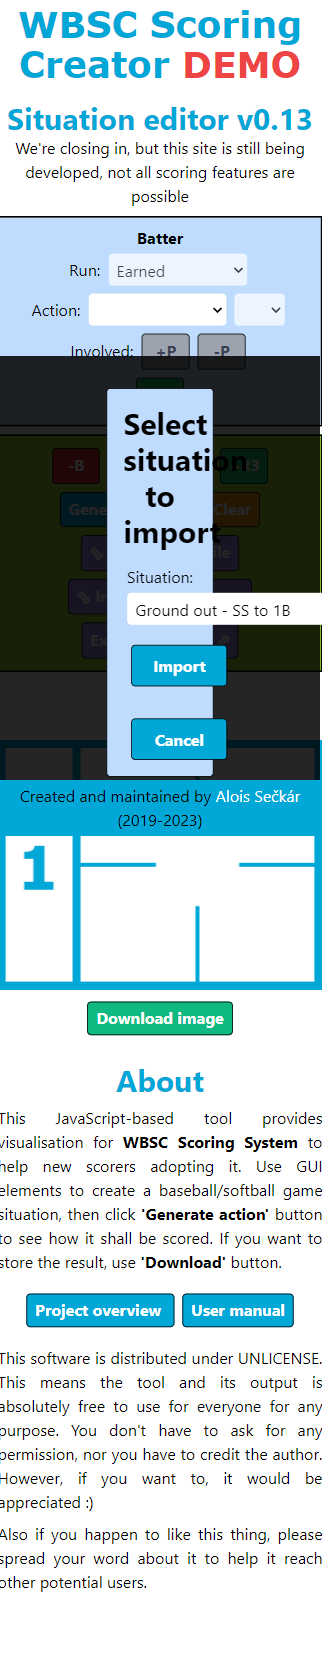 WBSC Scoring
Creator DEMO
Situation editor v0.13
We're closing in, but this site is still being
developed, not all scoring features are
possible
Batter
Run: Earned
Action:
Involved: +P -P
Select
situation
to
import
-B
Clear
Situation:
Ground out - SS to 1B
Import
Cancel
Created and maintained by Alois Sečkár
(2019-2023)
1
Download image
About
This JavaScript-based tool provides
visualisation for WBSC Scoring System to
help new scorers adopting it. Use GUI
elements to create a baseball/softball game
situation, then click 'Generate action' button
to see how it shall be scored. If you want to
store the result, use 'Download' button.
Project overview User manual
This software is distributed under UNLICENSE.
This means the tool and its output is
absolutely free to use for everyone for any
purpose. You don't have to ask for any
permission, nor you have to credit the author.
However, if you want to, it would be
appreciated :)
Also if you happen to like this thing, please
spread your word about it to help it reach
other potential users.